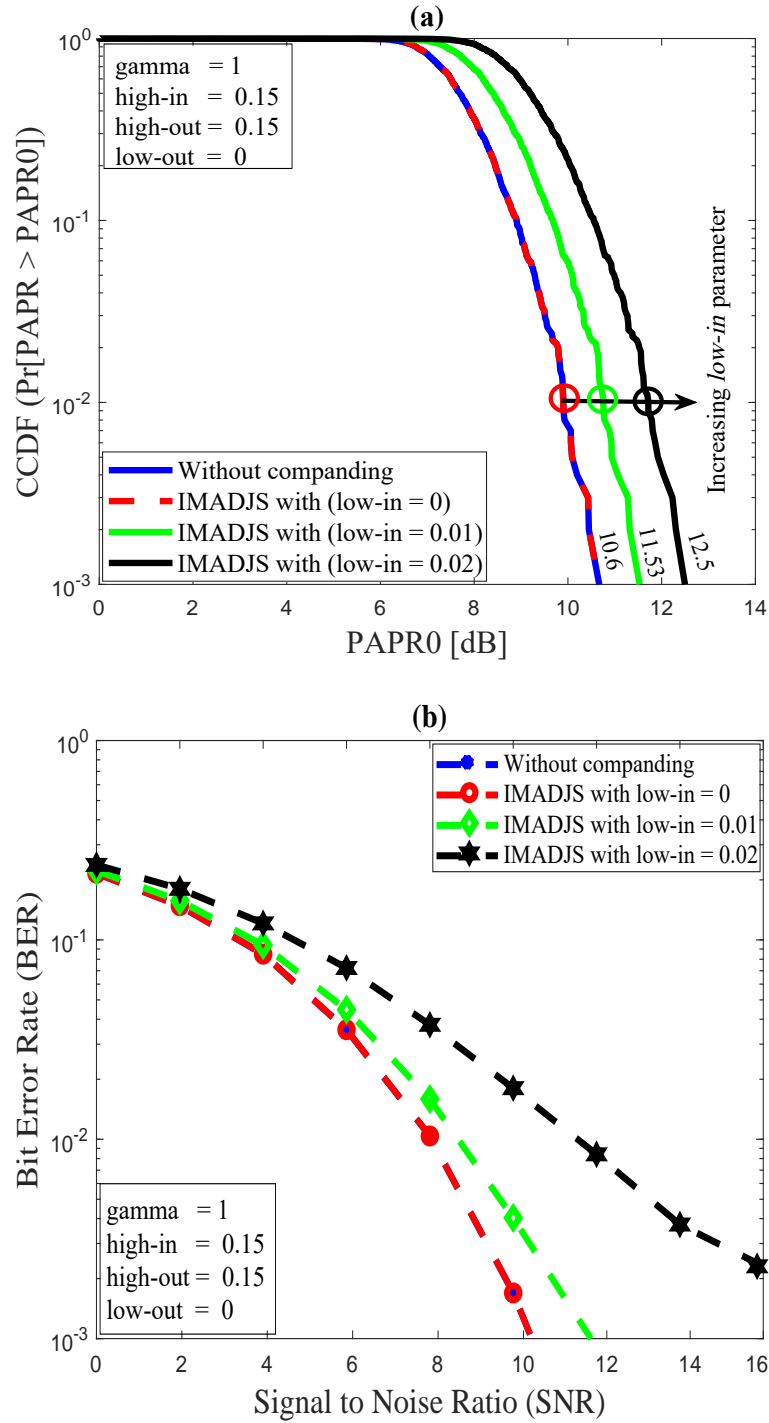 (a)
10^0
10^-1
10^-2
10^-3
CCDF (Pr[PAPR > PAPR0])
gamma = 1
high-in = 0.15
high-out = 0.15
low-out = 0
Increasing low-in parameter
Without companding
IMADJS with (low-in = 0)
IMADJS with (low-in = 0.01)
IMADJS with (low-in = 0.02)
10.6
11.53
12.5
0 2 4 6 8 10 12 14
PAPR0 [dB]
(b)
10^0
10^-1
10^-2
10^-3
Bit Error Rate (BER)
Without companding
IMADJS with low-in = 0
IMADJS with low-in = 0.01
IMADJS with low-in = 0.02
gamma = 1
high-in = 0.15
high-out = 0.15
low-out = 0
0 2 4 6 8 10 12 14 16
Signal to Noise Ratio (SNR)